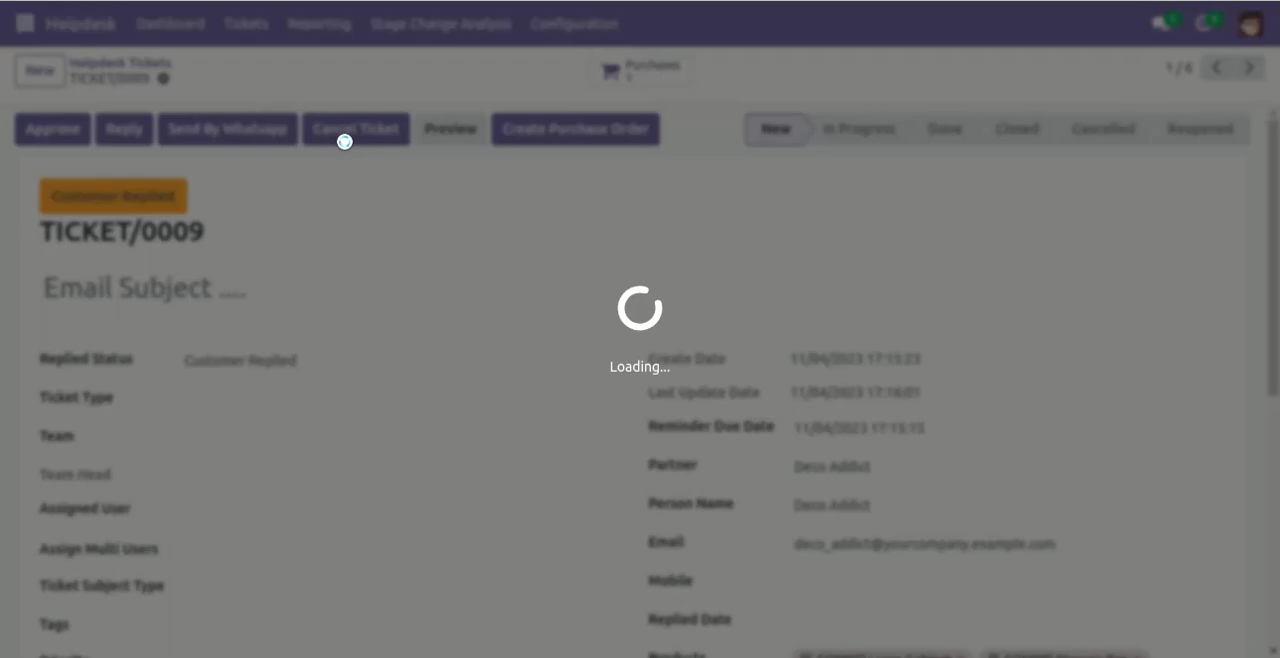 Helpdesk Dashboard Tickets Reporting Stage Change Analysis Configuration
New Helpdesk Tickets Purchases
TICKET/0009 1
1 / 6
Approve Reply Send By Whatsapp Cancel Ticket Preview Create Purchase Order New In Progress Done Closed Cancelled Reopened
Customer Replied
TICKET/0009
Email Subject ....
Replied Status Customer Replied Create Date 11/04/2023 17:15:23
Loading...
Ticket Type Last Update Date 11/04/2023 17:16:01
Team Reminder Due Date 11/04/2023 17:15:15
Team Head Partner Deco Addict
Assigned User Person Name Deco Addict
Assign Multi Users Email deco_addict@yourcompany.example.com
Ticket Subject Type Mobile
Tags Replied Date
Priority Products